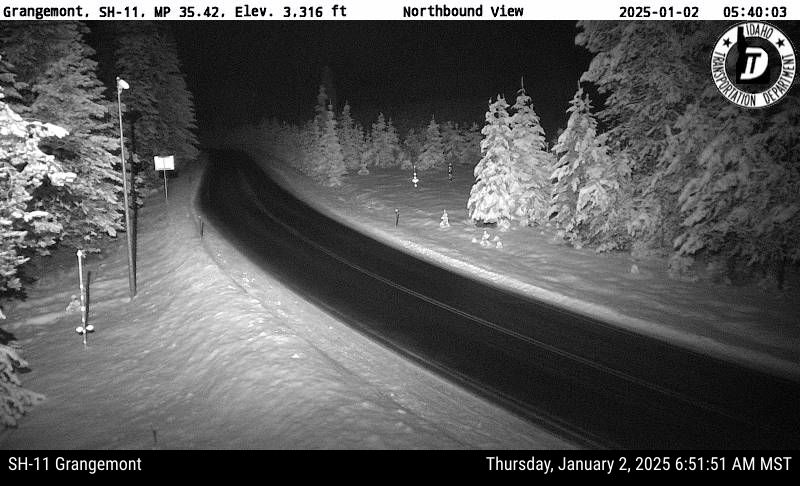 Grangemont, SH-11, MP 35.42, Elev. 3,316 ft Northbound View 2025-01-02 05:40:03
IDAHO
TRANSPORTATION DEPARTMENT
SH-11 Grangemont Thursday, January 2, 2025 6:51:51 AM MST